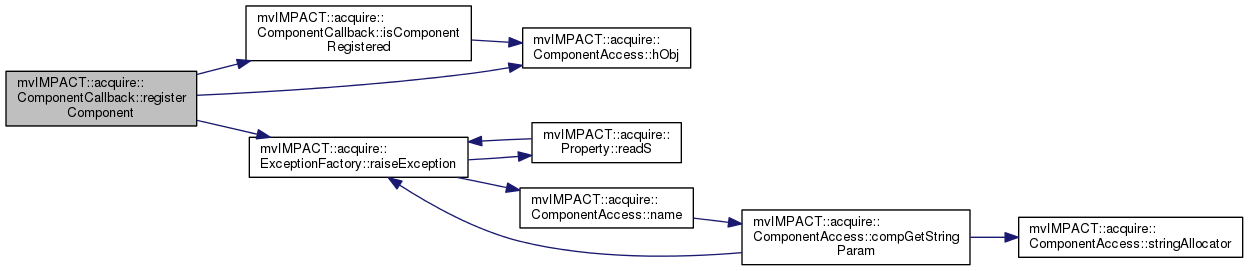 mvIMPACT::acquire::
ComponentCallback::register
Component
mvIMPACT::acquire::
ComponentCallback::isComponent
Registered
mvIMPACT::acquire::
ComponentAccess::hObj
mvIMPACT::acquire::
ExceptionFactory::raiseException
mvIMPACT::acquire::
Property::readS
mvIMPACT::acquire::
ComponentAccess::name
mvIMPACT::acquire::
ComponentAccess::compGetString
Param
mvIMPACT::acquire::
ComponentAccess::stringAllocator